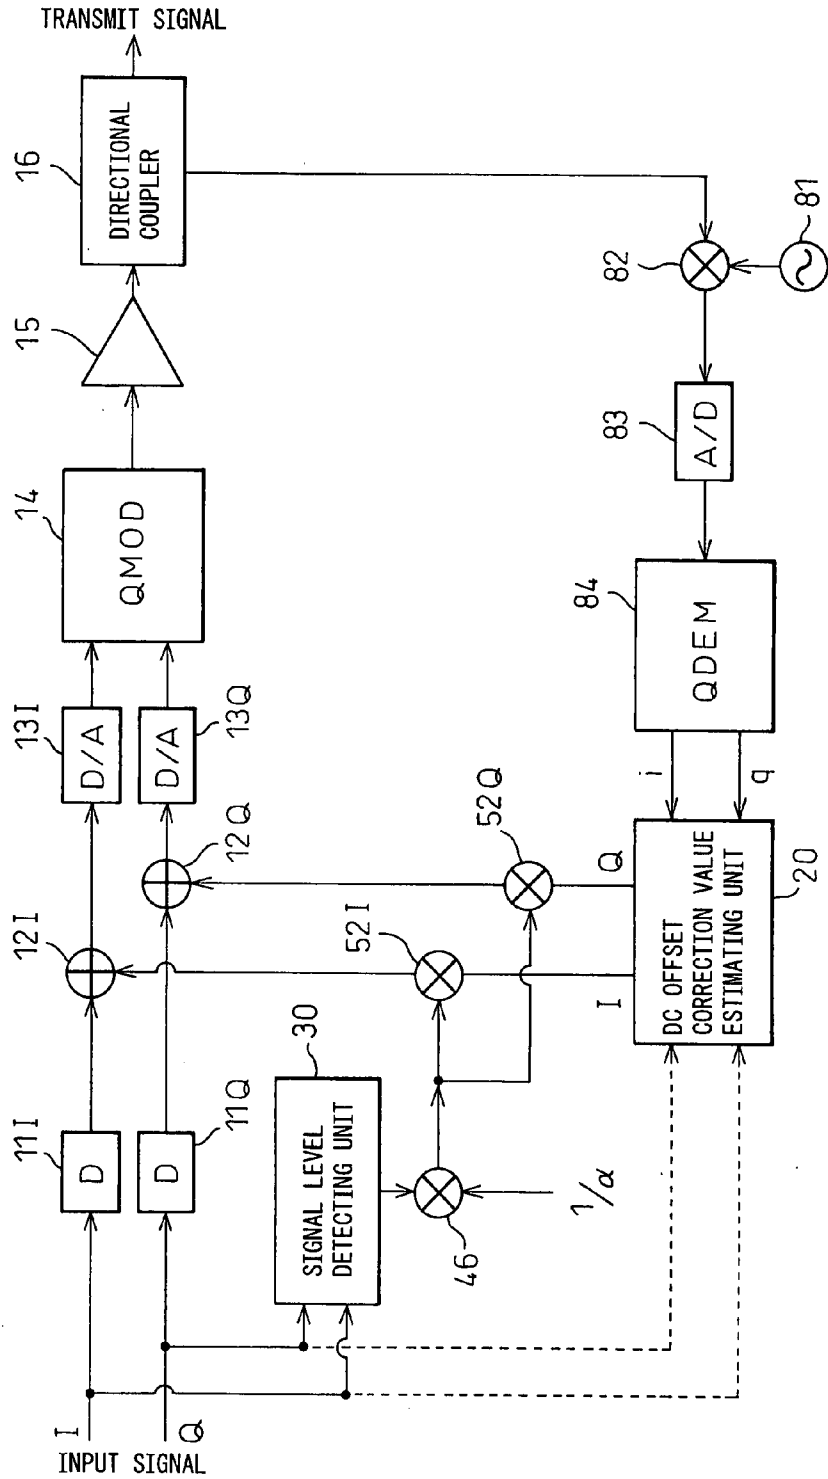 INPUT SIGNAL
I
Q
11I
D
D
11Q
12I
12Q
13I
D/A
D/A
13Q
14
QMOD
15
16
DIRECTIONAL
COUPLER
TRANSMIT SIGNAL
30
SIGNAL LEVEL
DETECTING UNIT
46
1/α
52I
52Q
I
Q
DC OFFSET
CORRECTION VALUE
ESTIMATING UNIT
20
i
q
84
QDEM
83
A/D
82
81